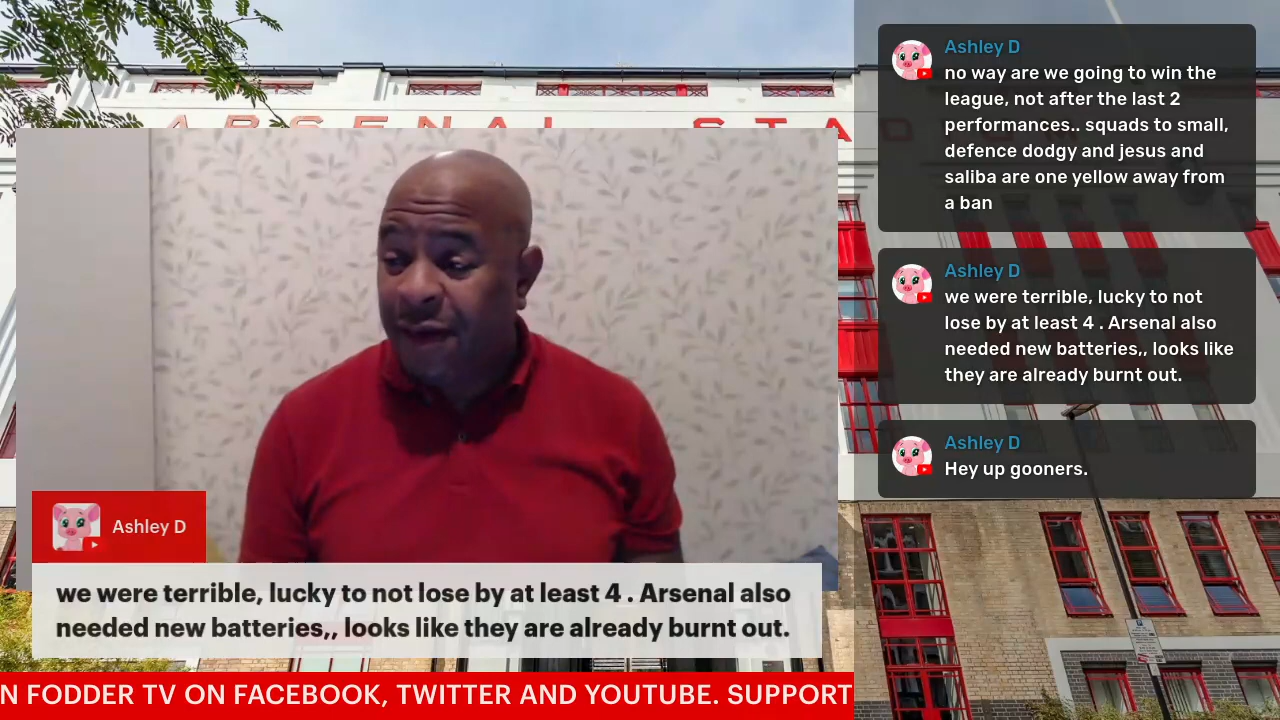 ARSENAL STAD
Ashley D
no way are we going to win the
league, not after the last 2
performances.. squads to small,
defence dodgy and jesus and
saliba are one yellow away from
a ban
Ashley D
we were terrible, lucky to not
lose by at least 4 . Arsenal also
needed new batteries,, looks like
they are already burnt out.
Ashley D
Hey up gooners.
Ashley D
we were terrible, lucky to not lose by at least 4 . Arsenal also
needed new batteries,, looks like they are already burnt out.
N FODDER TV ON FACEBOOK, TWITTER AND YOUTUBE. SUPPORT